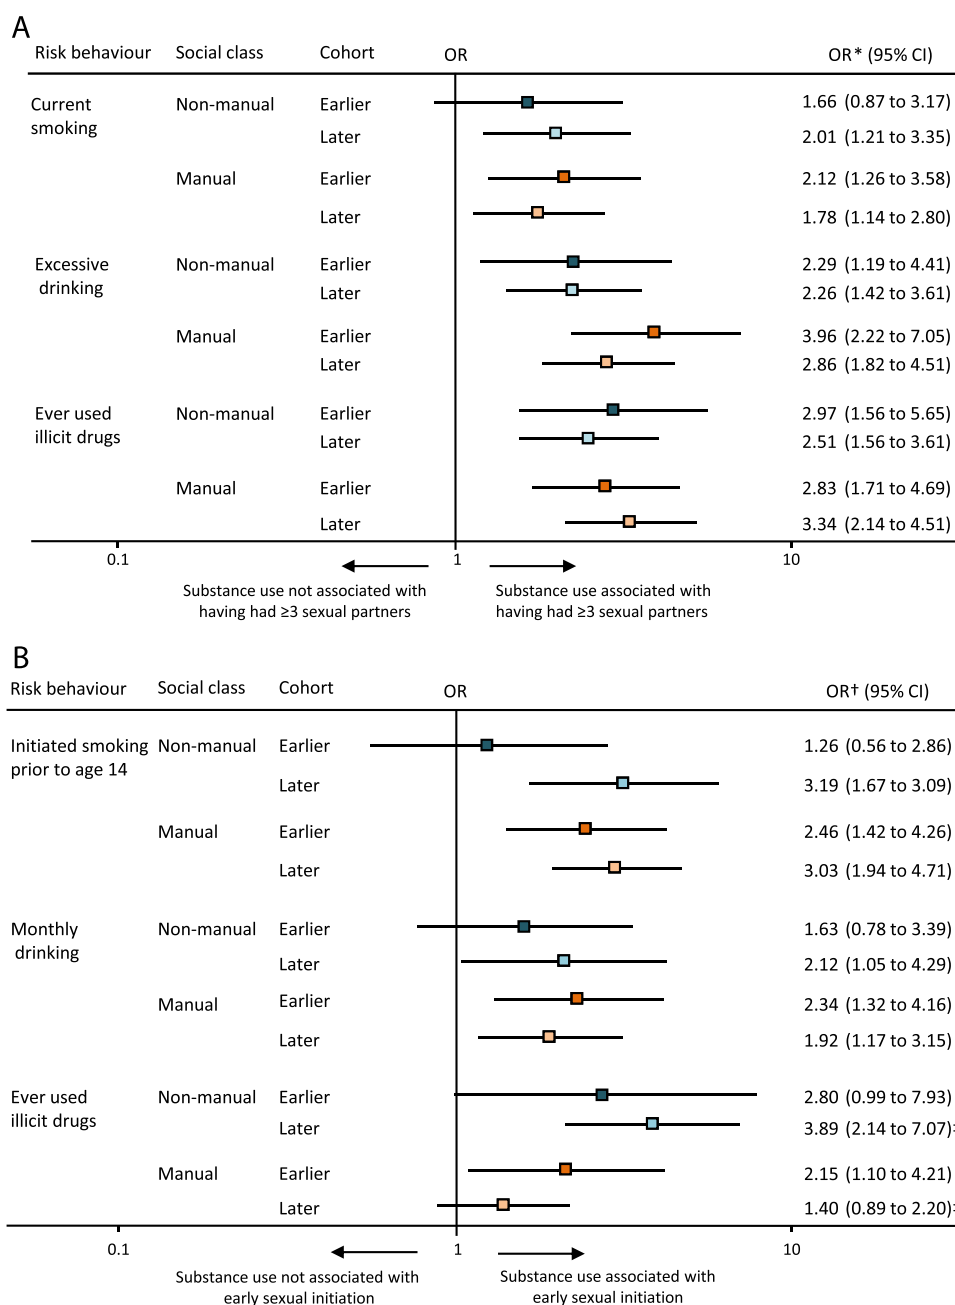 A
Risk behaviour Social class Cohort OR OR* (95% CI)
Current smoking Non-manual Earlier 1.66 (0.87 to 3.17)
Later 2.01 (1.21 to 3.35)
Manual Earlier 2.12 (1.26 to 3.58)
Later 1.78 (1.14 to 2.80)
Excessive drinking Non-manual Earlier 2.29 (1.19 to 4.41)
Later 2.26 (1.42 to 3.61)
Manual Earlier 3.96 (2.22 to 7.05)
Later 2.86 (1.82 to 4.51)
Ever used illicit drugs Non-manual Earlier 2.97 (1.56 to 5.65)
Later 2.51 (1.56 to 3.61)
Manual Earlier 2.83 (1.71 to 4.69)
Later 3.34 (2.14 to 4.51)
0.1 1 10
Substance use not associated with having had ≥3 sexual partners
Substance use associated with having had ≥3 sexual partners
B
Risk behaviour Social class Cohort OR OR† (95% CI)
Initiated smoking prior to age 14 Non-manual Earlier 1.26 (0.56 to 2.86)
Later 3.19 (1.67 to 3.09)
Manual Earlier 2.46 (1.42 to 4.26)
Later 3.03 (1.94 to 4.71)
Monthly drinking Non-manual Earlier 1.63 (0.78 to 3.39)
Later 2.12 (1.05 to 4.29)
Manual Earlier 2.34 (1.32 to 4.16)
Later 1.92 (1.17 to 3.15)
Ever used illicit drugs Non-manual Earlier 2.80 (0.99 to 7.93)
Later 3.89 (2.14 to 7.07)
Manual Earlier 2.15 (1.10 to 4.21)
Later 1.40 (0.89 to 2.20)
0.1 1 10
Substance use not associated with early sexual initiation
Substance use associated with early sexual initiation